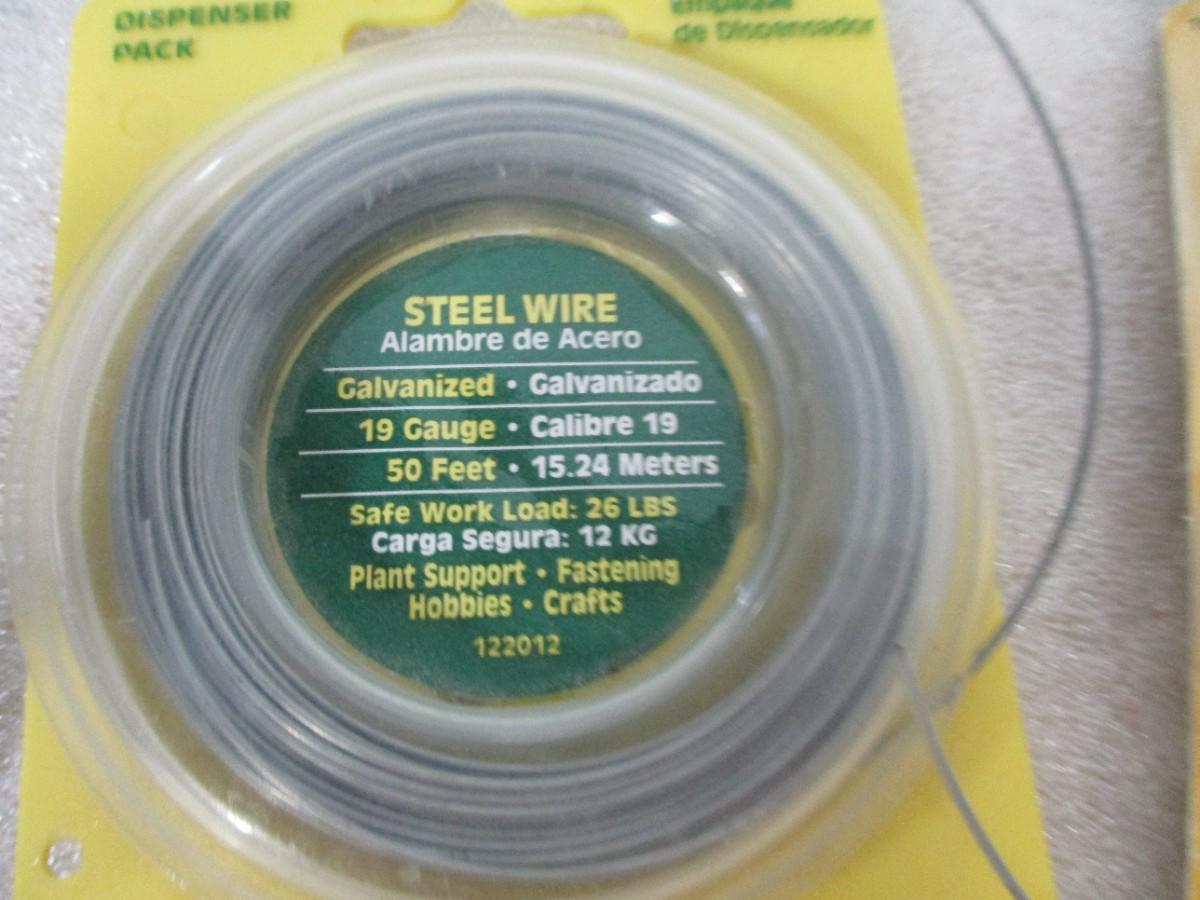 DISPENSER
PACK
Empaque
de Dispensador
STEEL WIRE
Alambre de Acero
Galvanized • Galvanizado
19 Gauge • Calibre 19
50 Feet • 15.24 Meters
Safe Work Load: 26 LBS
Carga Segura: 12 KG
Plant Support • Fastening
Hobbies • Crafts
122012